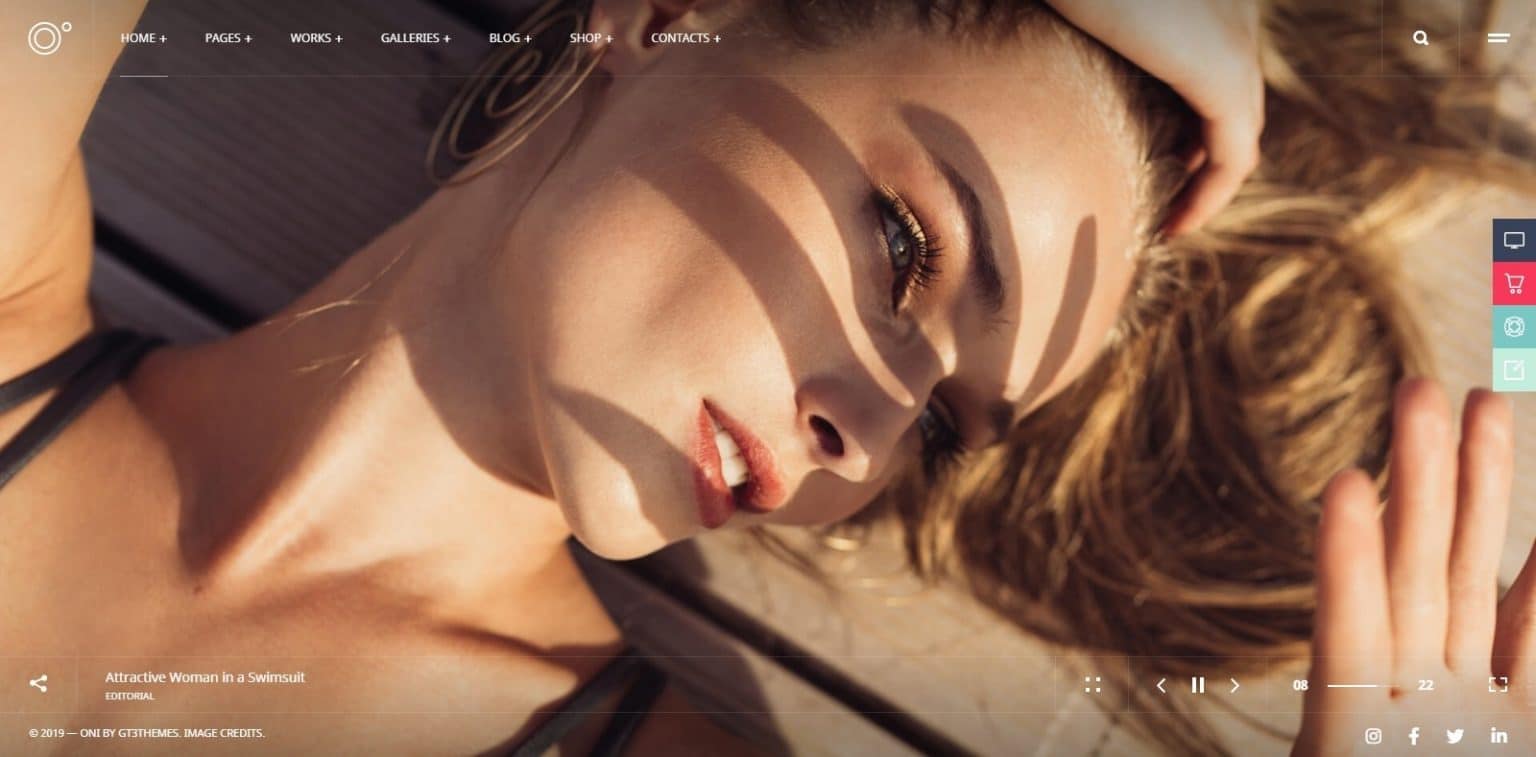 HOME + PAGES + WORKS + GALLERIES + BLOG + SHOP + CONTACTS +
Attractive Woman in a Swimsuit
EDITORIAL
08 22
© 2019 — ONI BY GT3THEMES. IMAGE CREDITS.